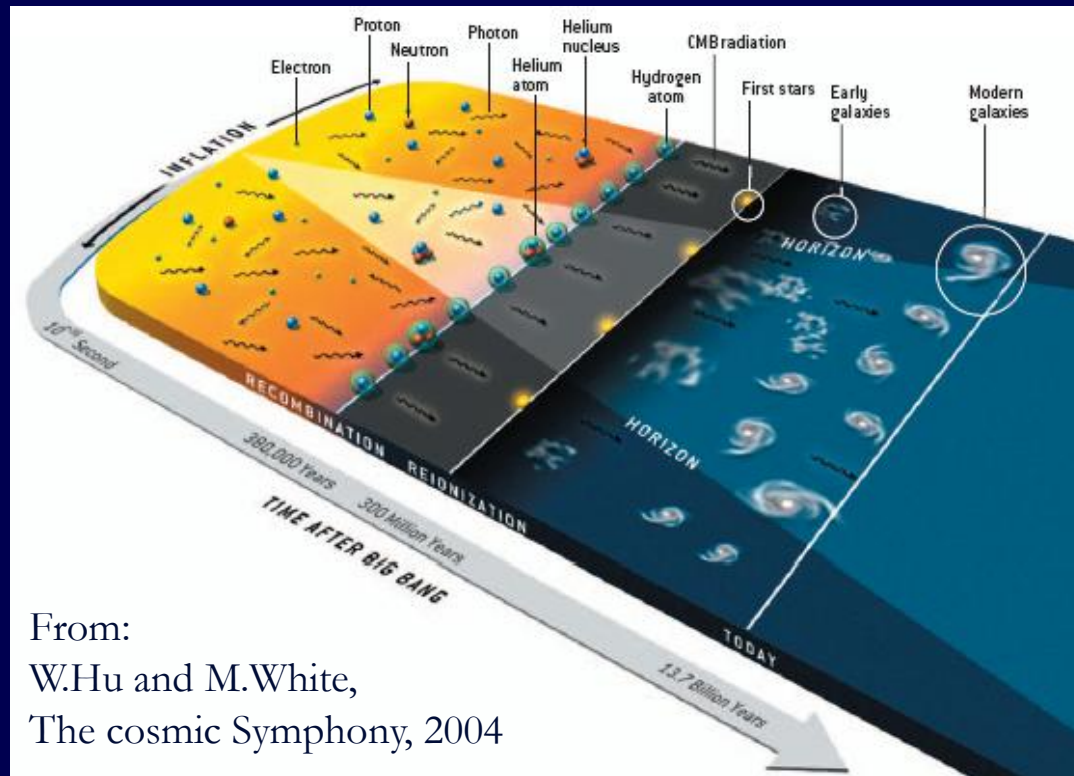 Proton
Neutron
Photon
Helium
nucleus
CMB radiation
Electron
Helium
atom
Hydrogen
atom
First stars
Early
galaxies
Modern
galaxies
INFLATION
HORIZON
HORIZON
Second
RECOMBINATION
REIONIZATION
TODAY
380,000 Years
300 Million Years
13.7 Billion Years
TIME AFTER BIG BANG
From:
W.Hu and M.White,
The cosmic Symphony, 2004